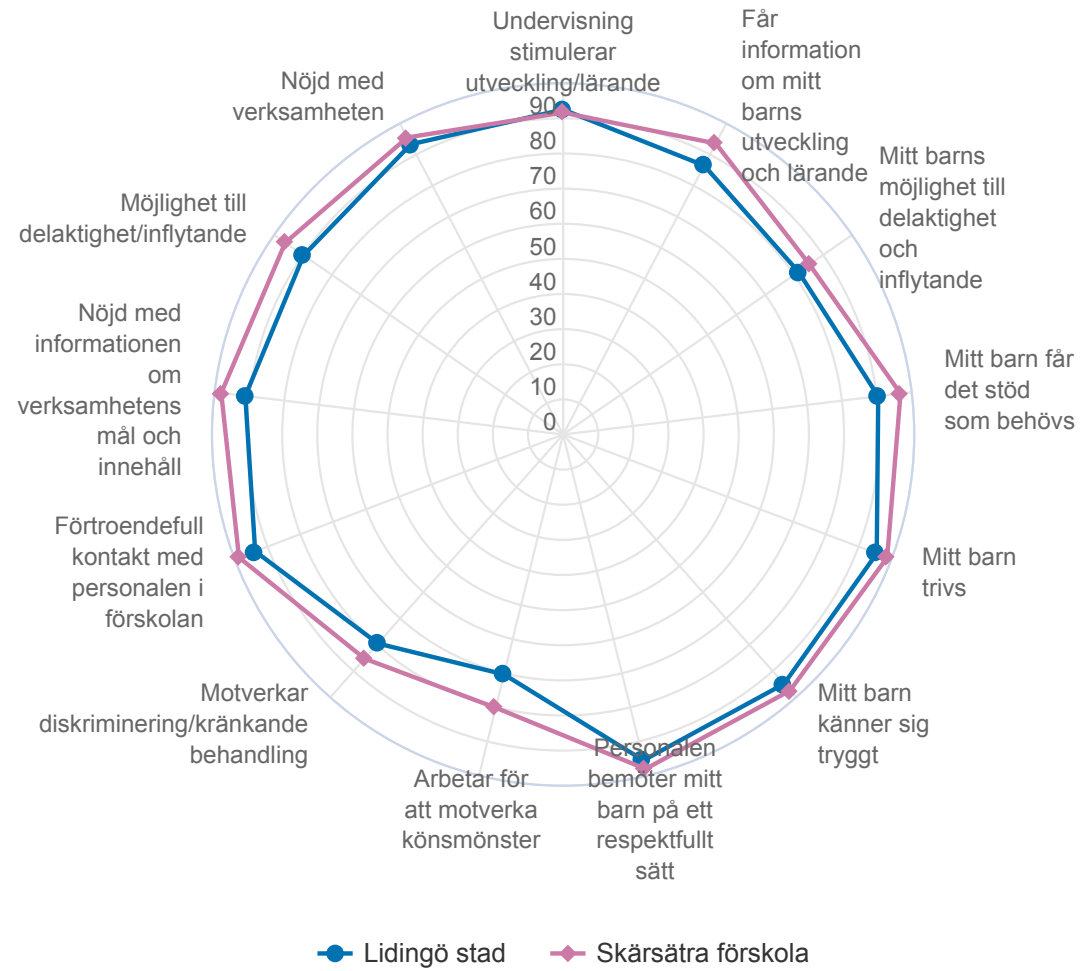 Undervisning
stimulerar
utveckling/lärande
Får
information
om mitt
barns
utveckling
och lärande
Mitt barns
möjlighet till
delaktighet
och
inflytande
Mitt barn får
det stöd
som behövs
Mitt barn
trivs
Mitt barn
känner sig
tryggt
Personalen
bemöter mitt
barn på ett
respektfullt
sätt
Arbetar för
att motverka
könsmönster
Motverkar
diskriminering/kränkande
behandling
Förtroendefull
kontakt med
personalen i
förskolan
Nöjd med
informationen
om
verksamhetens
mål och
innehåll
Möjlighet till
delaktighet/inflytande
Nöjd med
verksamheten
90
80
70
60
50
40
30
20
10
0
Lidingö stad
Skärsätra förskola